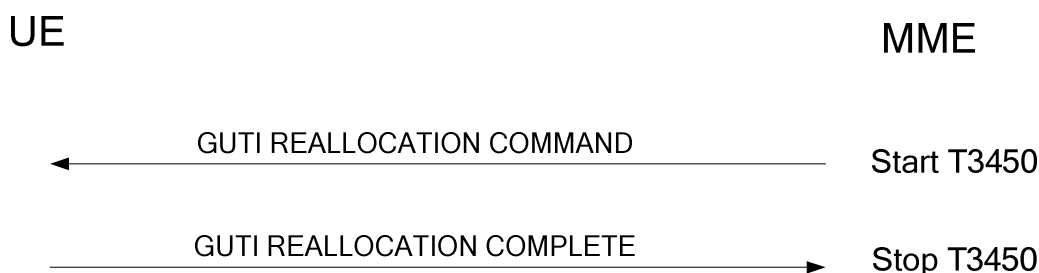 UE
MME
GUTI REALLOCATION COMMAND
Start T3450
GUTI REALLOCATION COMPLETE
Stop T3450